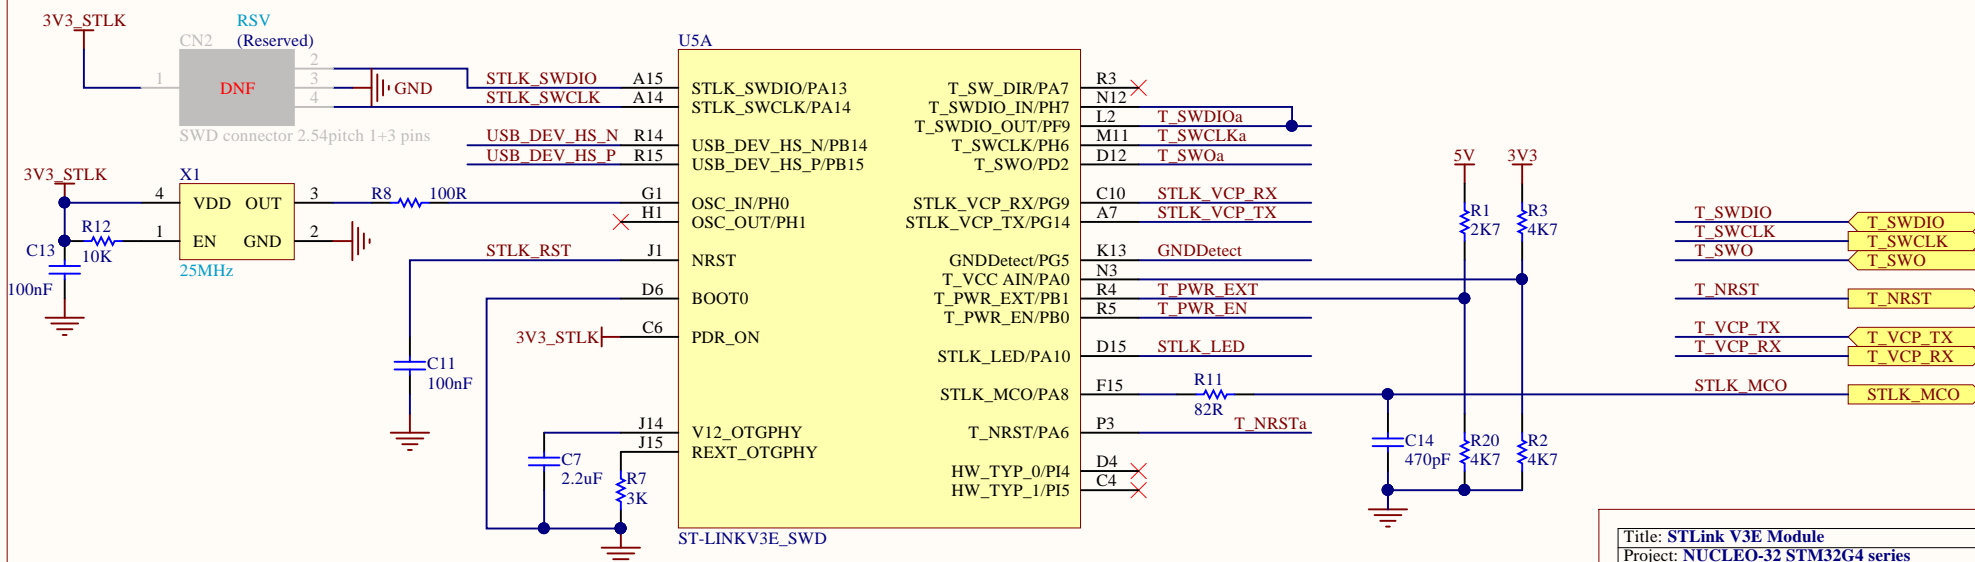 3V3_STLK
RSV
(Reserved)
CN2
1
DNF
2
3
4
GND
SWD connector 2.54pitch 1+3 pins
STLK_SWDIO A15
STLK_SWCLK A14
USB_DEV_HS_N R14
USB_DEV_HS_P R15
3V3_STLK
X1
4 VDD OUT 3
1 EN GND 2
25MHz
R12
10K
C13
100nF
R8 100R
G1
H1
STLK_RST J1
D6
3V3_STLK C6
C11
100nF
J14
J15
C7
2.2uF
R7
3K
U5A
STLK_SWDIO/PA13
STLK_SWCLK/PA14
USB_DEV_HS_N/PB14
USB_DEV_HS_P/PB15
OSC_IN/PH0
OSC_OUT/PH1
NRST
BOOT0
PDR_ON
V12_OTGPHY
REXT_OTGPHY
T_SW_DIR/PA7
T_SWDIO_IN/PH7
T_SWDIO_OUT/PF9
T_SWCLK/PH6
T_SWO/PD2
STLK_VCP_RX/PG9
STLK_VCP_TX/PG14
GNDDetect/PG5
T_VCC AIN/PA0
T_PWR_EXT/PB1
T_PWR_EN/PB0
STLK_LED/PA10
STLK_MCO/PA8
T_NRST/PA6
HW_TYP_0/PI4
HW_TYP_1/PI5
ST-LINKV3E_SWD
R3
N12
L2 T_SWDIOa
M11 T_SWCLKa
D12 T_SWOa
C10 STLK_VCP_RX
A7 STLK_VCP_TX
K13 GNDDetect
N3
R4 T_PWR_EXT
R5 T_PWR_EN
D15 STLK_LED
F15
R11
82R
P3 T_NRSTa
D4
C4
5V
3V3
R1
2K7
R3
4K7
C14
470pF
R20
4K7
R2
4K7
T_SWDIO T_SWDIO
T_SWCLK T_SWCLK
T_SWO T_SWO
T_NRST T_NRST
T_VCP_TX T_VCP_TX
T_VCP_RX T_VCP_RX
STLK_MCO STLK_MCO
Title: STLink V3E Module
Project: NUCLEO-32 STM32G4 series